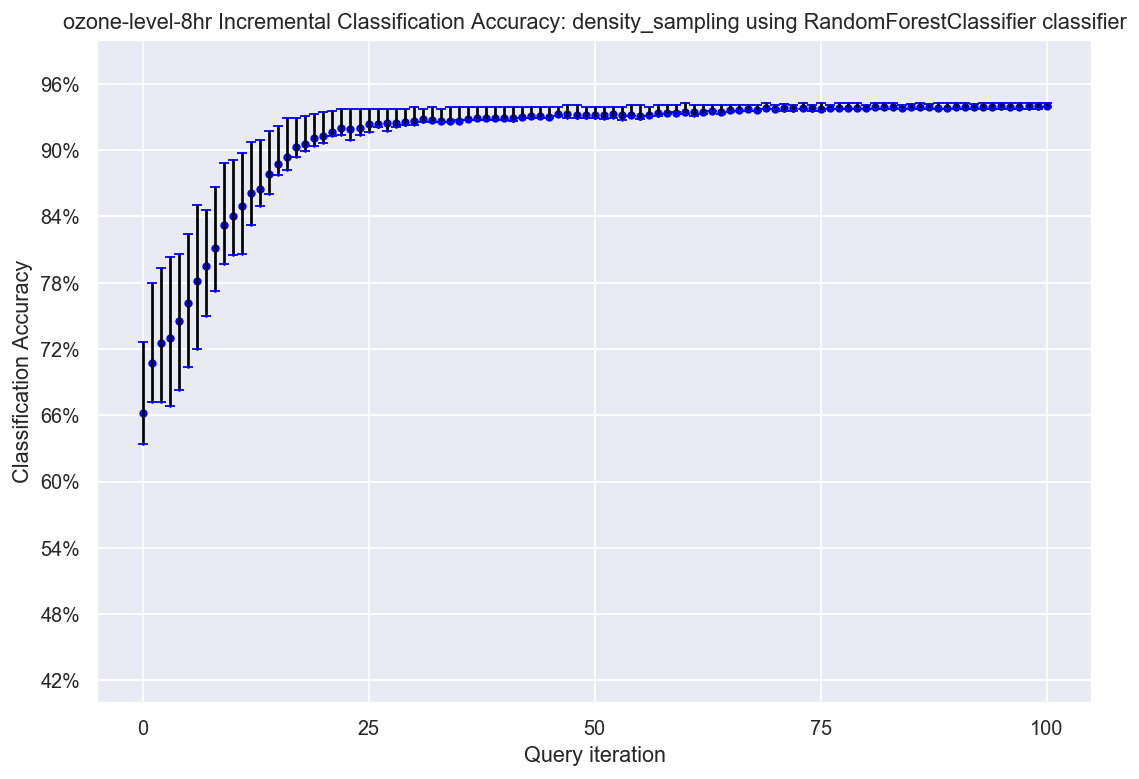 ozone-level-8hr Incremental Classification Accuracy: density_sampling using RandomForestClassifier classifier
96%
90%
84%
78%
72%
66%
60%
54%
48%
42%
Classification Accuracy
0 25 50 75 100
Query iteration